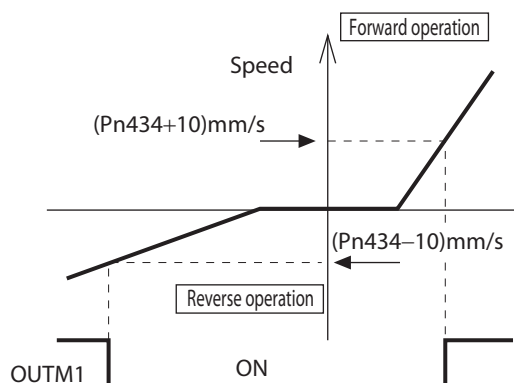 Forward operation
Speed
(Pn434+10)mm/s
(Pn434−10)mm/s
Reverse operation
OUTM1
ON